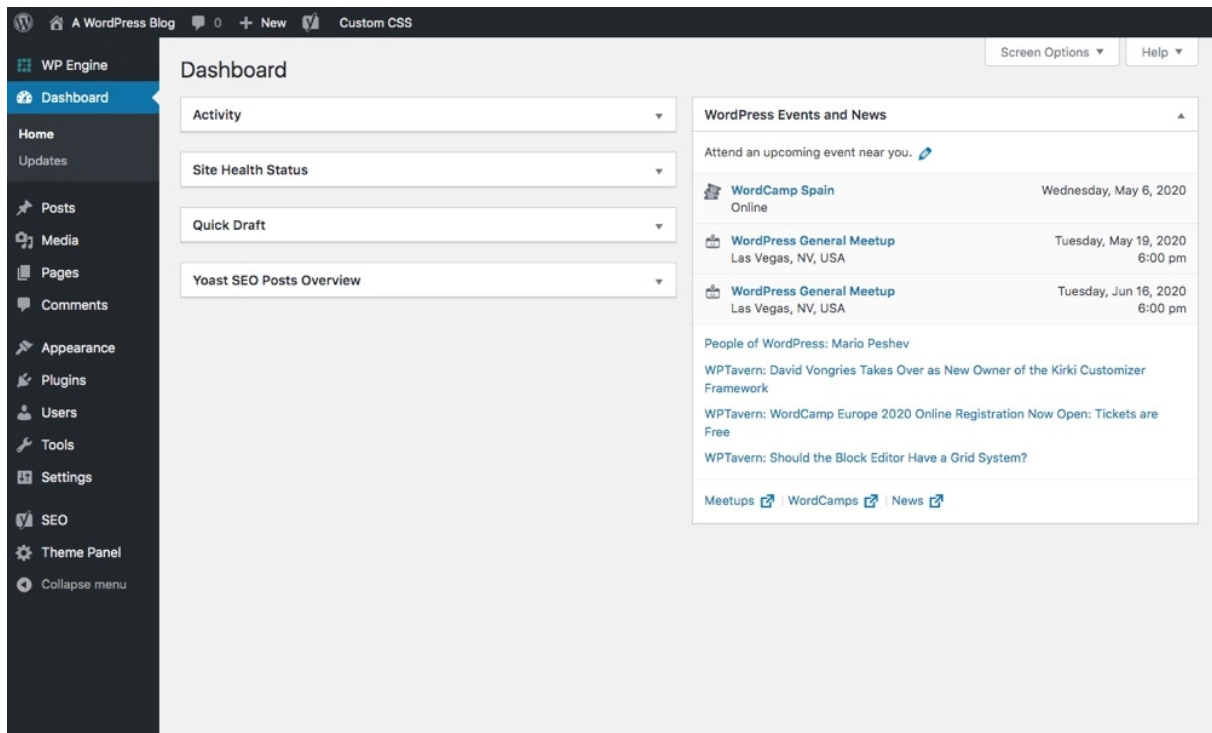 A WordPress Blog 0 New Custom CSS
WP Engine
Dashboard
Home
Updates
Posts
Media
Pages
Comments
Appearance
Plugins
Users
Tools
Settings
SEO
Theme Panel
Collapse menu
Screen Options Help
Dashboard
Activity
Site Health Status
Quick Draft
Yoast SEO Posts Overview
WordPress Events and News
Attend an upcoming event near you.
WordCamp Spain Wednesday, May 6, 2020
Online
WordPress General Meetup Tuesday, May 19, 2020
Las Vegas, NV, USA 6:00 pm
WordPress General Meetup Tuesday, Jun 16, 2020
Las Vegas, NV, USA 6:00 pm
People of WordPress: Mario Peshev
WPTavern: David Vongries Takes Over as New Owner of the Kirki Customizer
Framework
WPTavern: WordCamp Europe 2020 Online Registration Now Open: Tickets are
Free
WPTavern: Should the Block Editor Have a Grid System?
Meetups | WordCamps | News